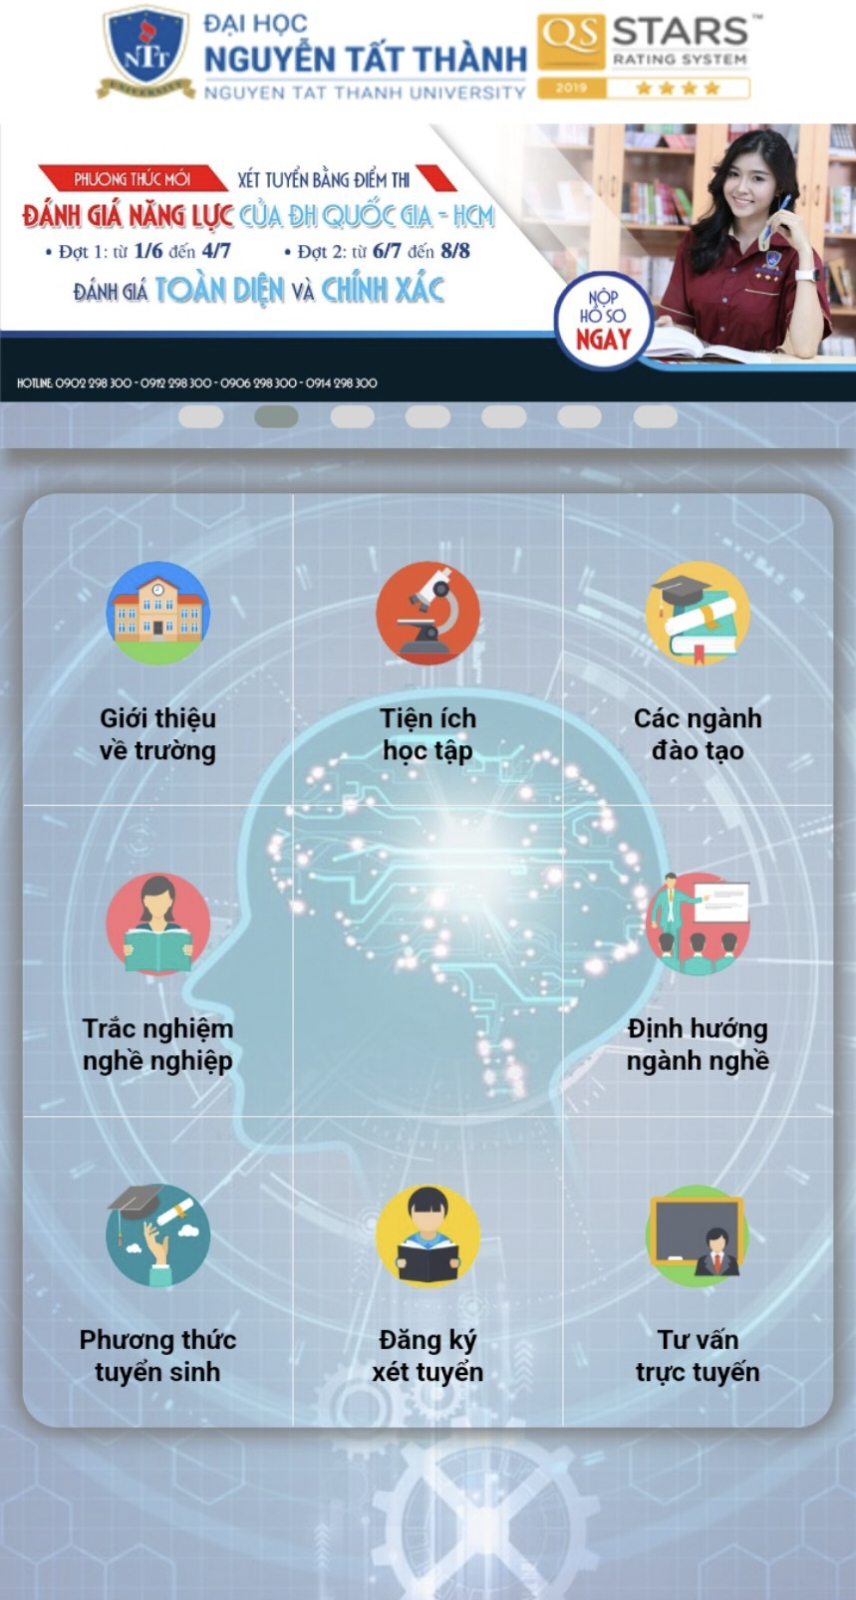 ĐẠI HỌC
NGUYỄN TẤT THÀNH
NGUYEN TAT THANH UNIVERSITY
NTT
UNIVERSITY
QS STARS™
RATING SYSTEM
2019
PHƯƠNG THỨC MỚI XÉT TUYỂN BẰNG ĐIỂM THI
ĐÁNH GIÁ NĂNG LỰC CỦA ĐH QUỐC GIA - HCM
• Đợt 1: từ 1/6 đến 4/7 • Đợt 2: từ 6/7 đến 8/8
ĐÁNH GIÁ TOÀN DIỆN VÀ CHÍNH XÁC
NỘP
HỒ SƠ
NGAY
HOTLINE: 0902 298 300 - 0912 298 300 - 0906 298 300 - 0914 298 300
Giới thiệu
về trường
Tiện ích
học tập
Các ngành
đào tạo
Trắc nghiệm
nghề nghiệp
Định hướng
ngành nghề
Phương thức
tuyển sinh
Đăng ký
xét tuyển
Tư vấn
trực tuyến